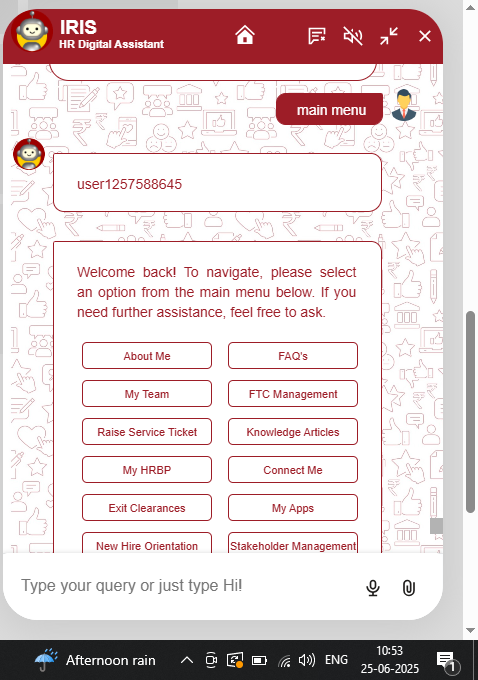 IRIS
HR Digital Assistant
main menu
user1257588645
Welcome back! To navigate, please select
an option from the main menu below. If you
need further assistance, feel free to ask.
About Me
FAQ's
My Team
FTC Management
Raise Service Ticket
Knowledge Articles
My HRBP
Connect Me
Exit Clearances
My Apps
New Hire Orientation
Stakeholder Management
Type your query or just type Hi!
Afternoon rain
ENG
10:53
25-06-2025
1